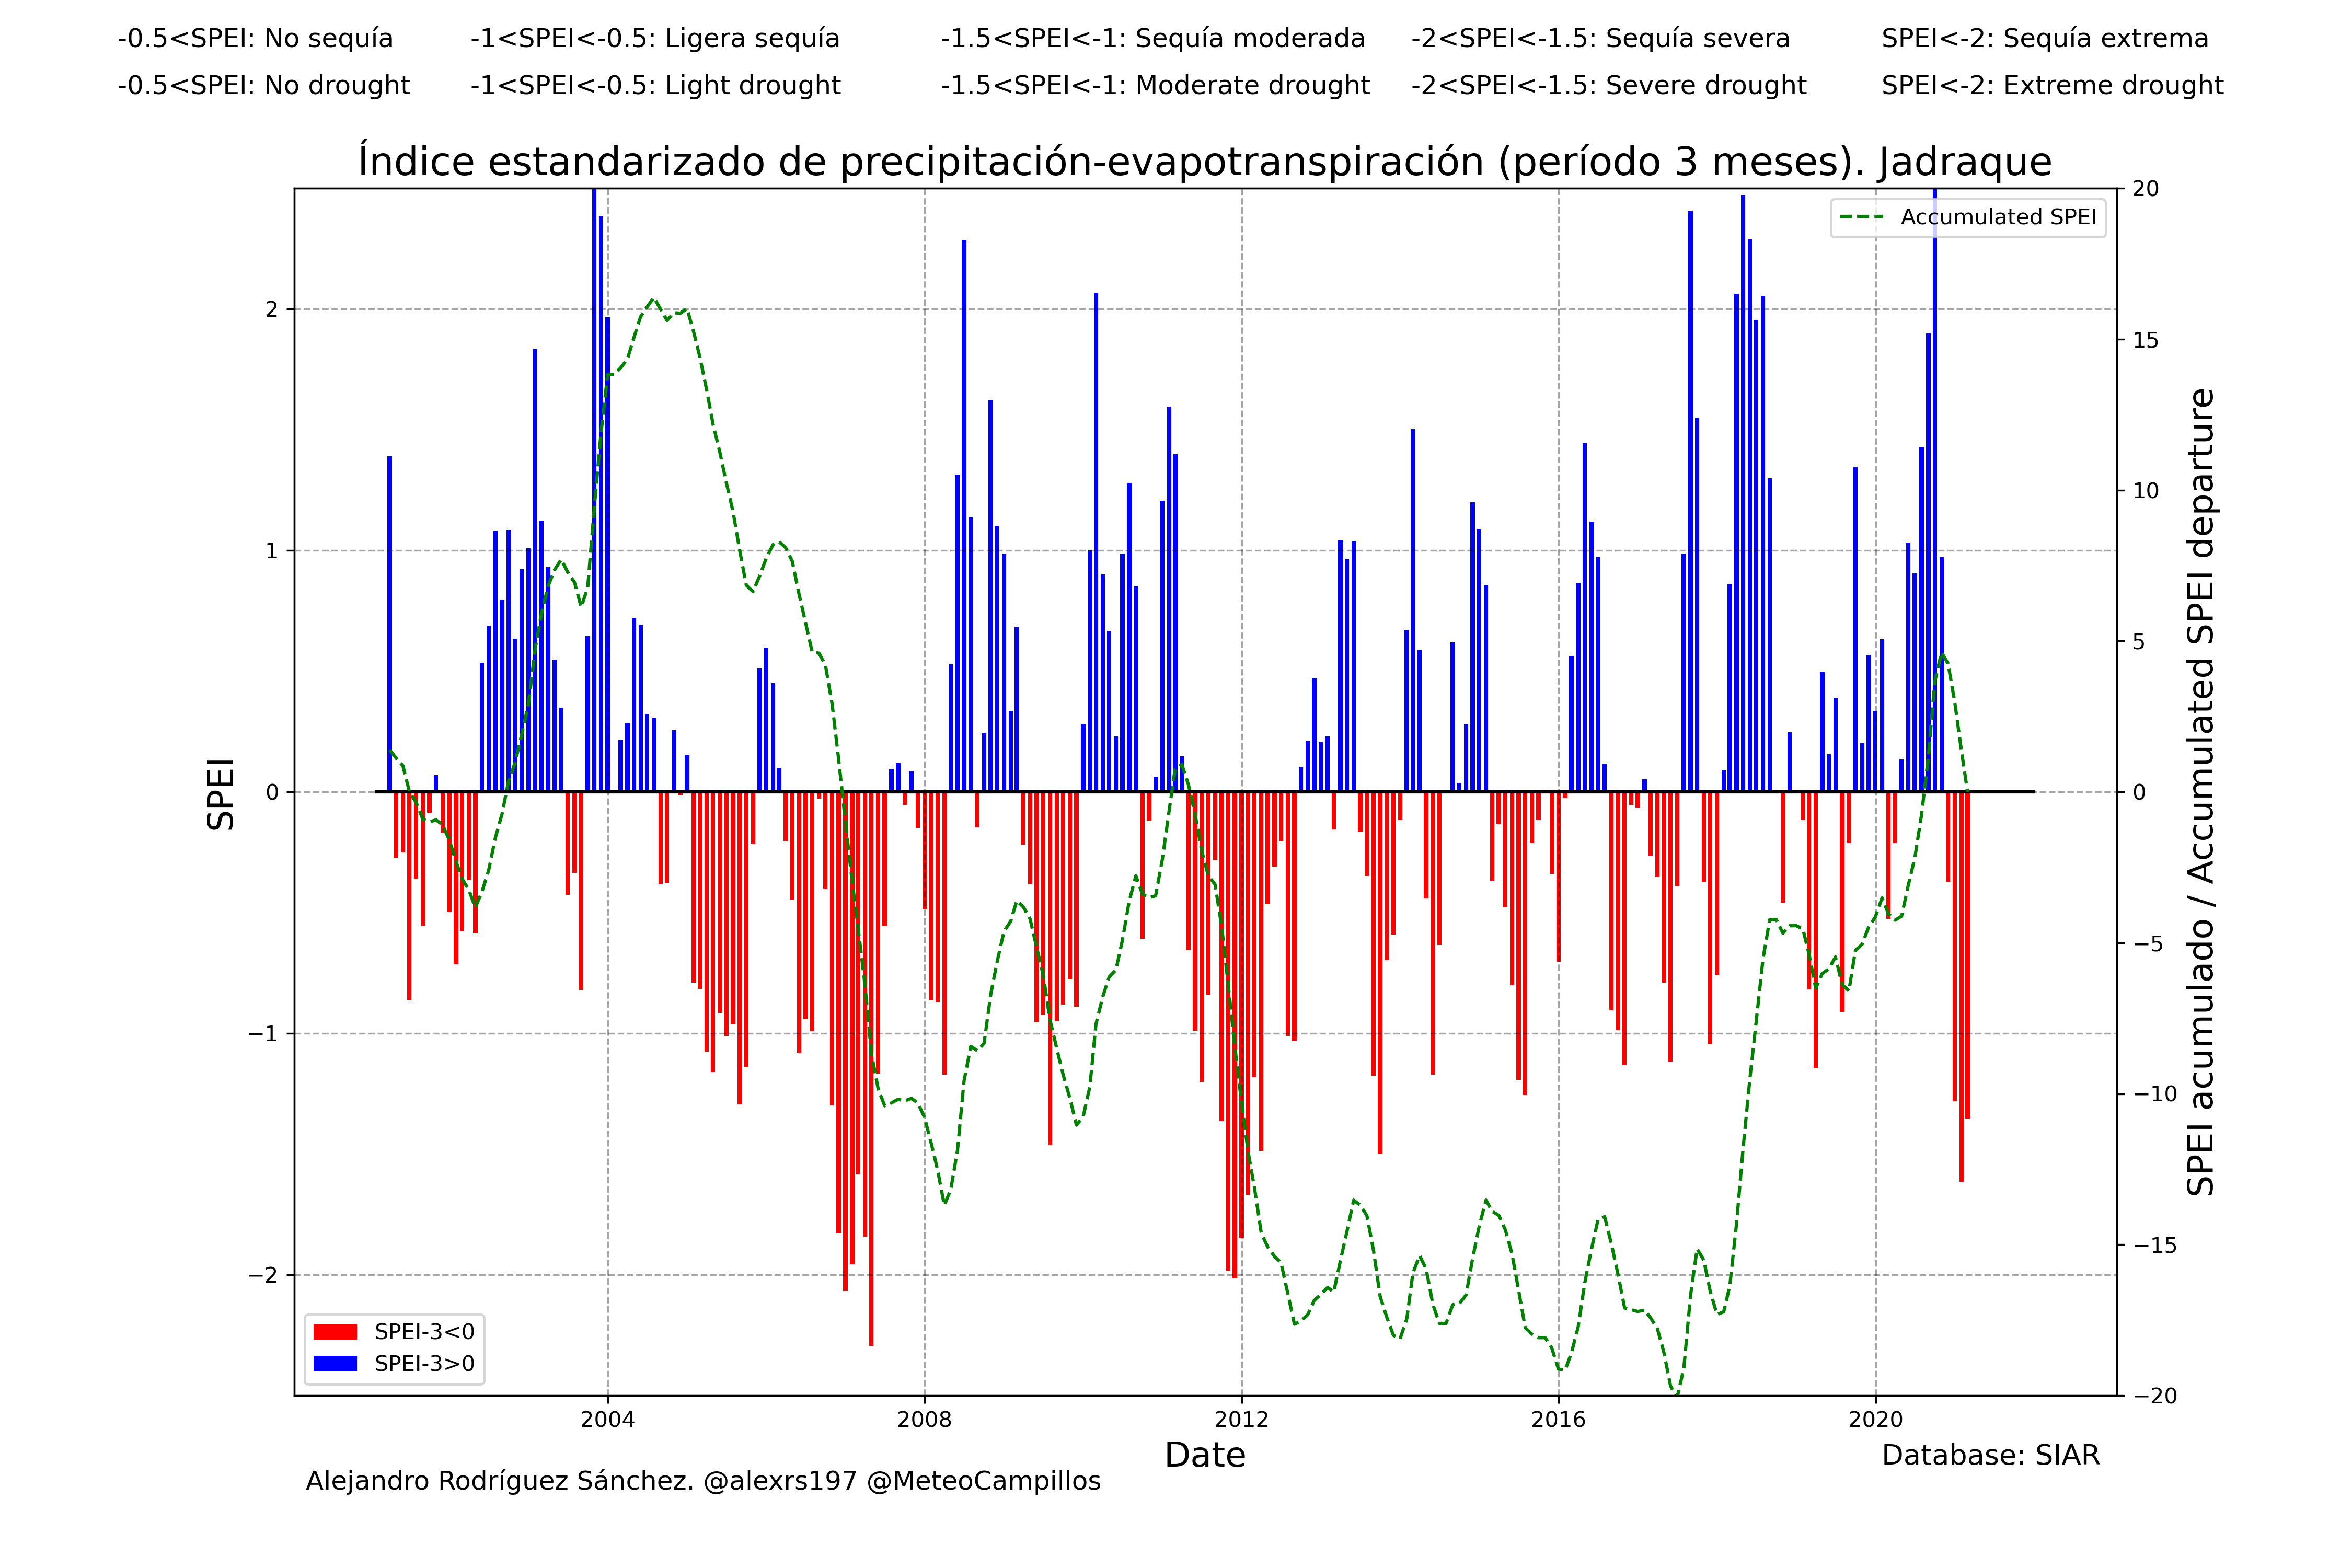 -0.5<SPEI: No sequía -1<SPEI<-0.5: Ligera sequía -1.5<SPEI<-1: Sequía moderada -2<SPEI<-1.5: Sequía severa SPEI<-2: Sequía extrema
-0.5<SPEI: No drought -1<SPEI<-0.5: Light drought -1.5<SPEI<-1: Moderate drought -2<SPEI<-1.5: Severe drought SPEI<-2: Extreme drought
Índice estandarizado de precipitación-evapotranspiración (período 3 meses). Jadraque
Accumulated SPEI
SPEI
2
1
0
−1
−2
20
15
10
5
0
−5
−10
−15
−20
SPEI acumulado / Accumulated SPEI departure
SPEI-3<0
SPEI-3>0
2004 2008 2012 2016 2020
Date
Database: SIAR
Alejandro Rodríguez Sánchez. @alexrs197 @MeteoCampillos